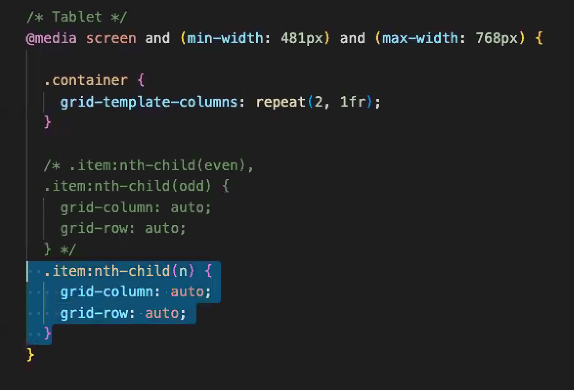 /* Tablet */
@media screen and (min-width: 481px) and (max-width: 768px) {
.container {
grid-template-columns: repeat(2, 1fr);
}
/* .item:nth-child(even),
.item:nth-child(odd) {
grid-column: auto;
grid-row: auto;
} */
.item:nth-child(n) {
grid-column: auto;
grid-row: auto;
}
}